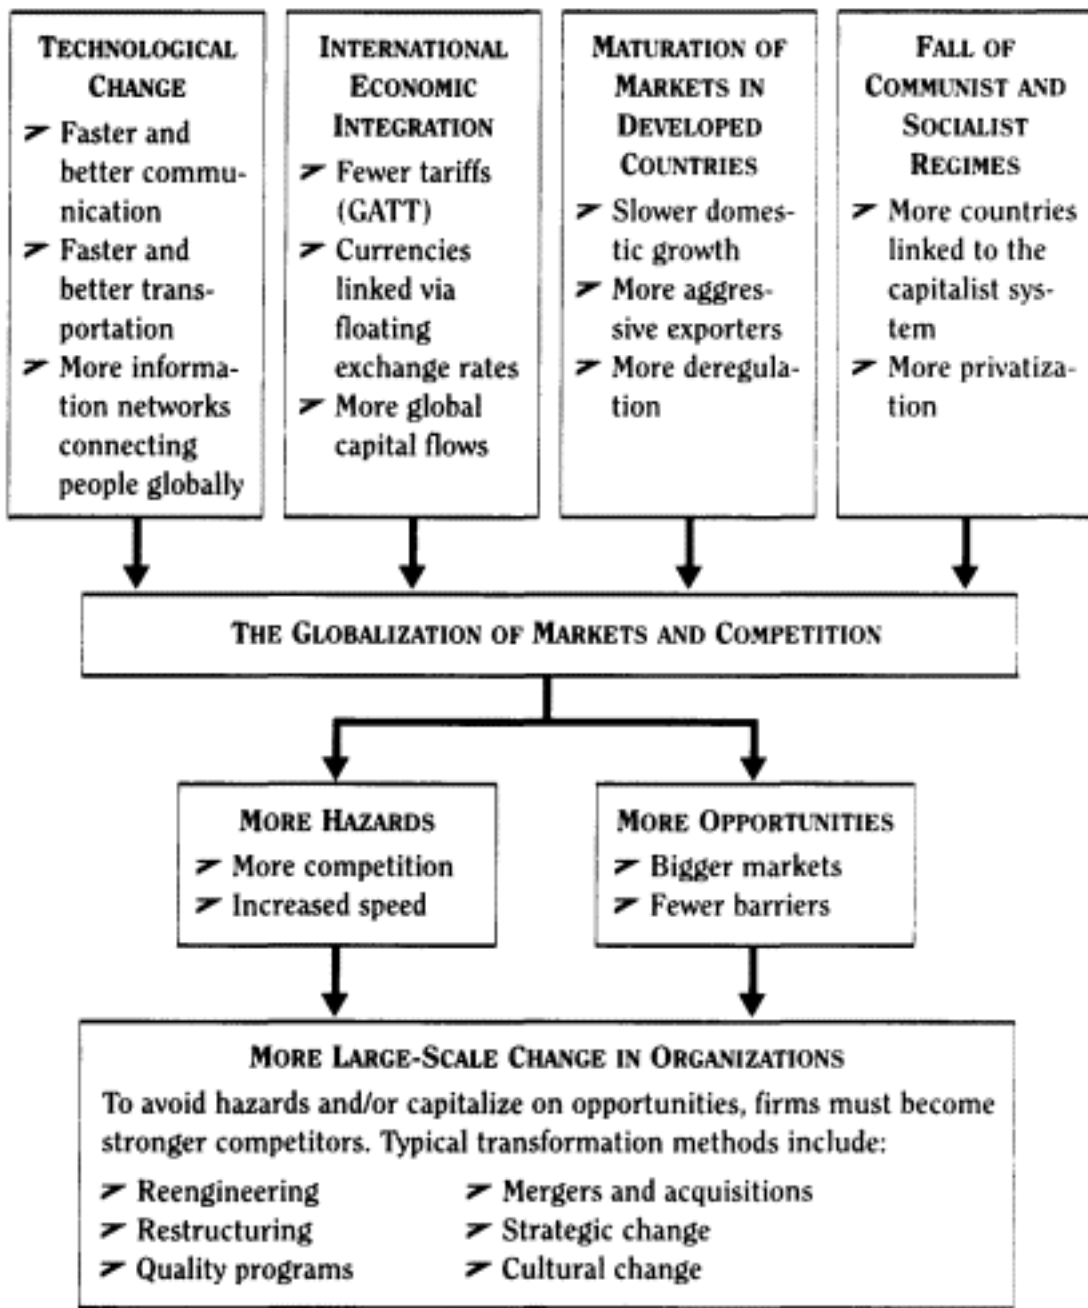 TECHNOLOGICAL
CHANGE
➢ Faster and
better commu-
nication
➢ Faster and
better trans-
portation
➢ More informa-
tion networks
connecting
people globally
INTERNATIONAL
ECONOMIC
INTEGRATION
➢ Fewer tariffs
(GATT)
➢ Currencies
linked via
floating
exchange rates
➢ More global
capital flows
MATURATION OF
MARKETS IN
DEVELOPED
COUNTRIES
➢ Slower domes-
tic growth
➢ More aggres-
sive exporters
➢ More deregula-
tion
FALL OF
COMMUNIST AND
SOCIALIST
REGIMES
➢ More countries
linked to the
capitalist sys-
tem
➢ More privatiza-
tion
THE GLOBALIZATION OF MARKETS AND COMPETITION
MORE HAZARDS
➢ More competition
➢ Increased speed
MORE OPPORTUNITIES
➢ Bigger markets
➢ Fewer barriers
MORE LARGE-SCALE CHANGE IN ORGANIZATIONS
To avoid hazards and/or capitalize on opportunities, firms must become
stronger competitors. Typical transformation methods include:
➢ Reengineering
➢ Restructuring
➢ Quality programs
➢ Mergers and acquisitions
➢ Strategic change
➢ Cultural change